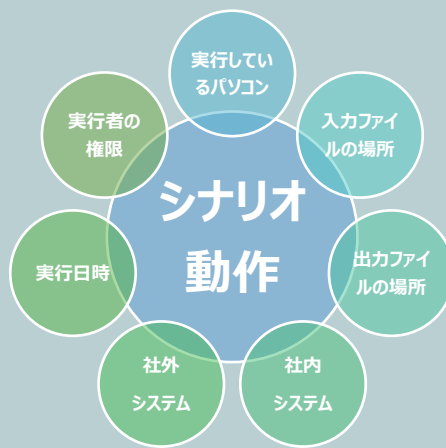 実行してい
るパソコン
実行者の
権限
入力ファイ
ルの場所
シナリオ
動作
実行日時
出力ファイ
ルの場所
社外
システム
社内
システム